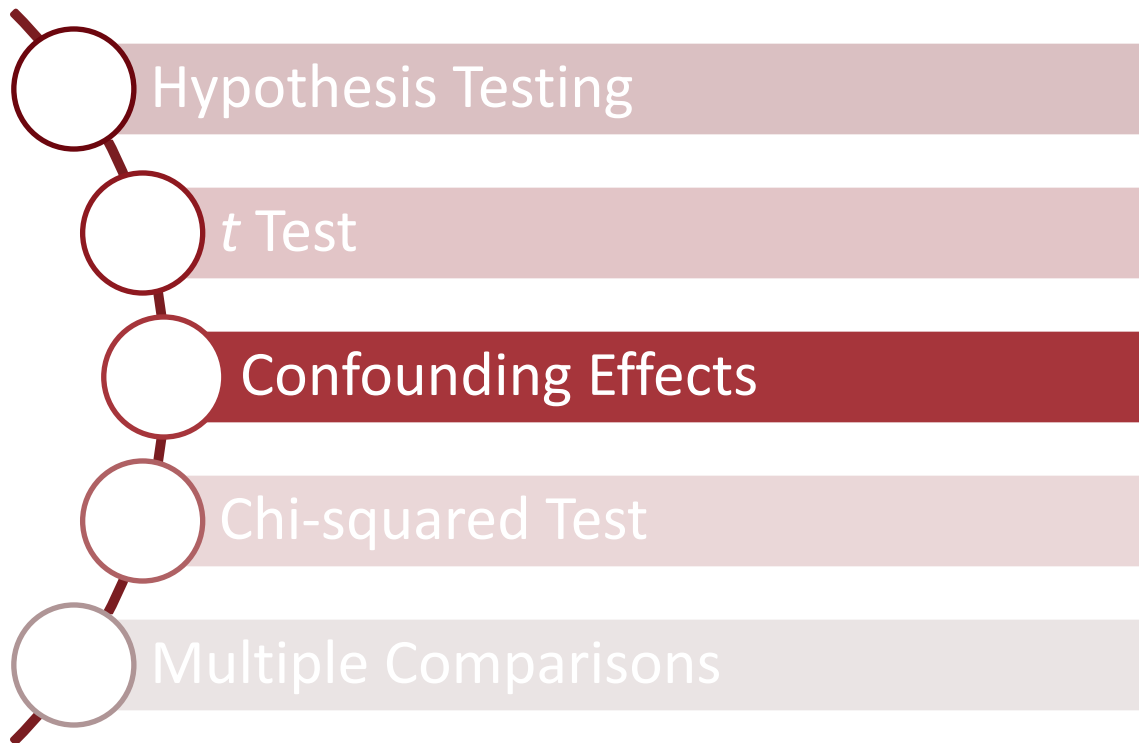 Hypothesis Testing
t Test
Confounding Effects
Chi-squared Test
Multiple Comparisons